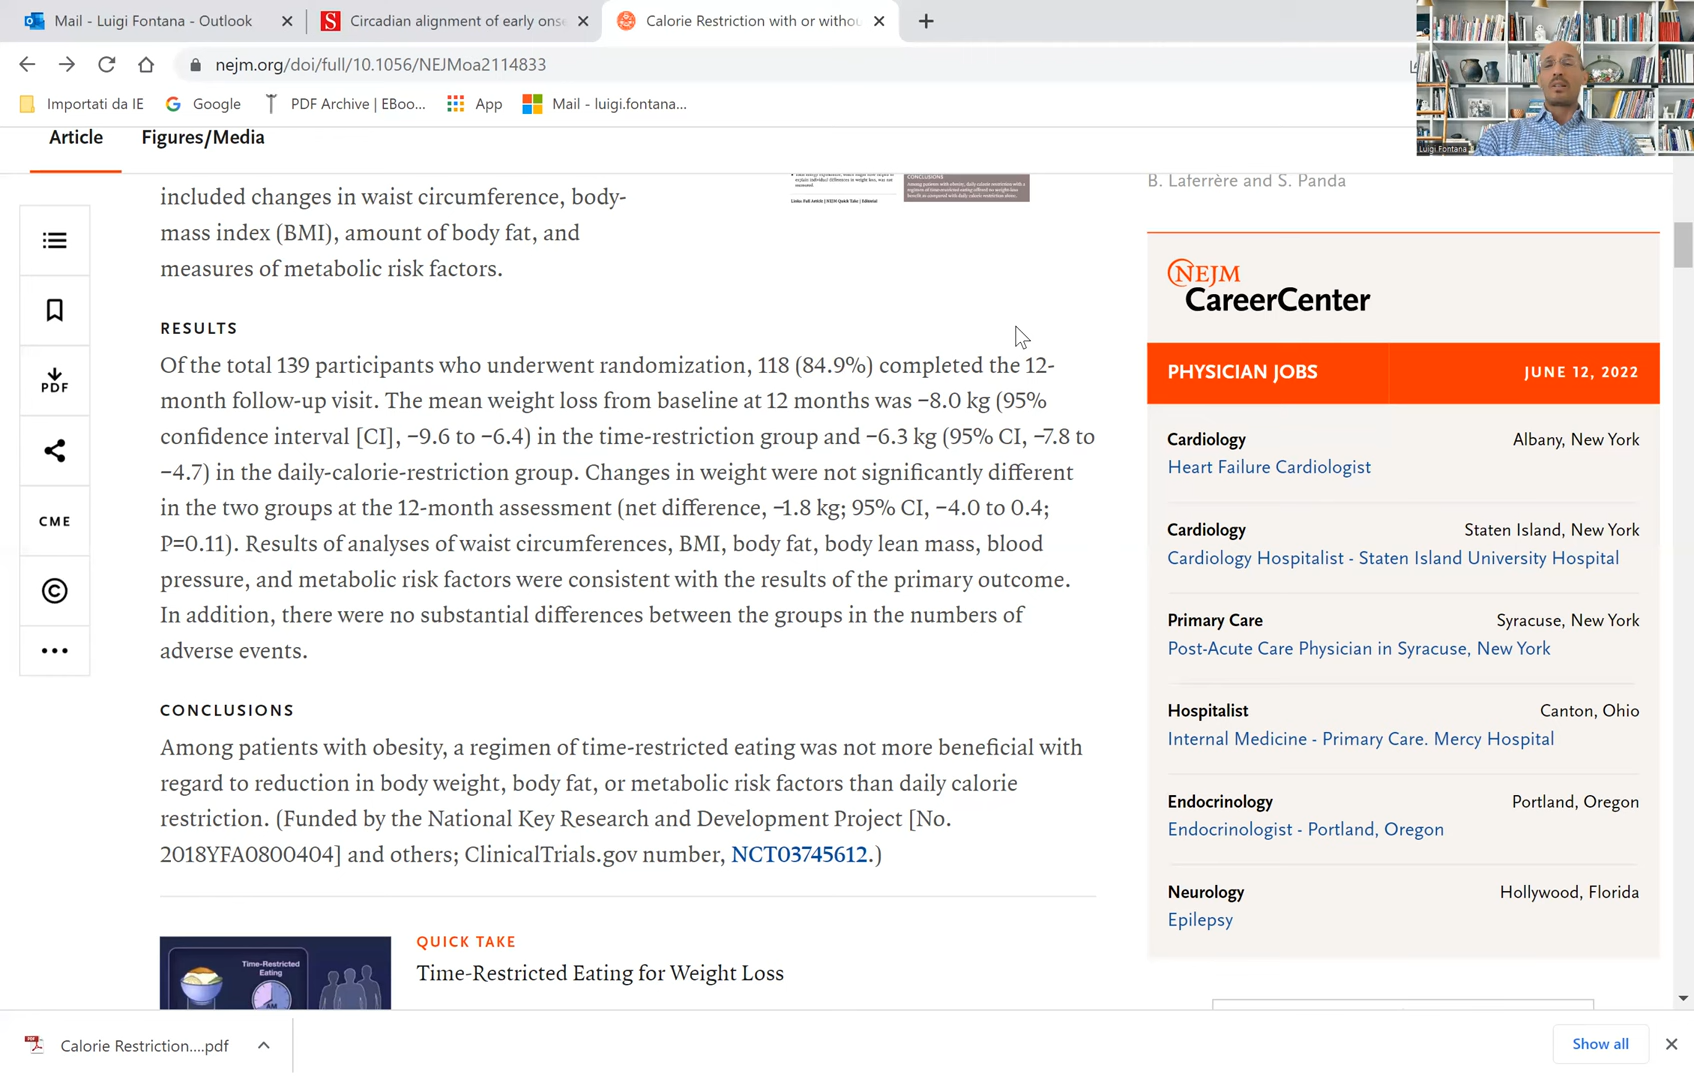 Mail - Luigi Fontana - Outlook
Circadian alignment of early onse
Calorie Restriction with or withou
nejm.org/doi/full/10.1056/NEJMoa2114833
Importati da IE
Google
PDF Archive | EBoo...
App
Mail - luigi.fontana...
Luigi Fontana
Article
Figures/Media
included changes in waist circumference, body-
mass index (BMI), amount of body fat, and
measures of metabolic risk factors.
CONCLUSIONS
Links: Full Article | NEJM Quick Take | Editorial
B. Laferrère and S. Panda
PDF
CME
RESULTS
Of the total 139 participants who underwent randomization, 118 (84.9%) completed the 12-
month follow-up visit. The mean weight loss from baseline at 12 months was −8.0 kg (95%
confidence interval [CI], −9.6 to −6.4) in the time-restriction group and −6.3 kg (95% CI, −7.8 to
−4.7) in the daily-calorie-restriction group. Changes in weight were not significantly different
in the two groups at the 12-month assessment (net difference, −1.8 kg; 95% CI, −4.0 to 0.4;
P=0.11). Results of analyses of waist circumferences, BMI, body fat, body lean mass, blood
pressure, and metabolic risk factors were consistent with the results of the primary outcome.
In addition, there were no substantial differences between the groups in the numbers of
adverse events.
CONCLUSIONS
Among patients with obesity, a regimen of time-restricted eating was not more beneficial with
regard to reduction in body weight, body fat, or metabolic risk factors than daily calorie
restriction. (Funded by the National Key Research and Development Project [No.
2018YFA0800404] and others; ClinicalTrials.gov number, NCT03745612.)
Time-Restricted
Eating
AM
QUICK TAKE
Time-Restricted Eating for Weight Loss
NEJM
CareerCenter
PHYSICIAN JOBS
JUNE 12, 2022
Cardiology
Albany, New York
Heart Failure Cardiologist
Cardiology
Staten Island, New York
Cardiology Hospitalist - Staten Island University Hospital
Primary Care
Syracuse, New York
Post-Acute Care Physician in Syracuse, New York
Hospitalist
Canton, Ohio
Internal Medicine - Primary Care. Mercy Hospital
Endocrinology
Portland, Oregon
Endocrinologist - Portland, Oregon
Neurology
Hollywood, Florida
Epilepsy
Calorie Restriction....pdf
Show all